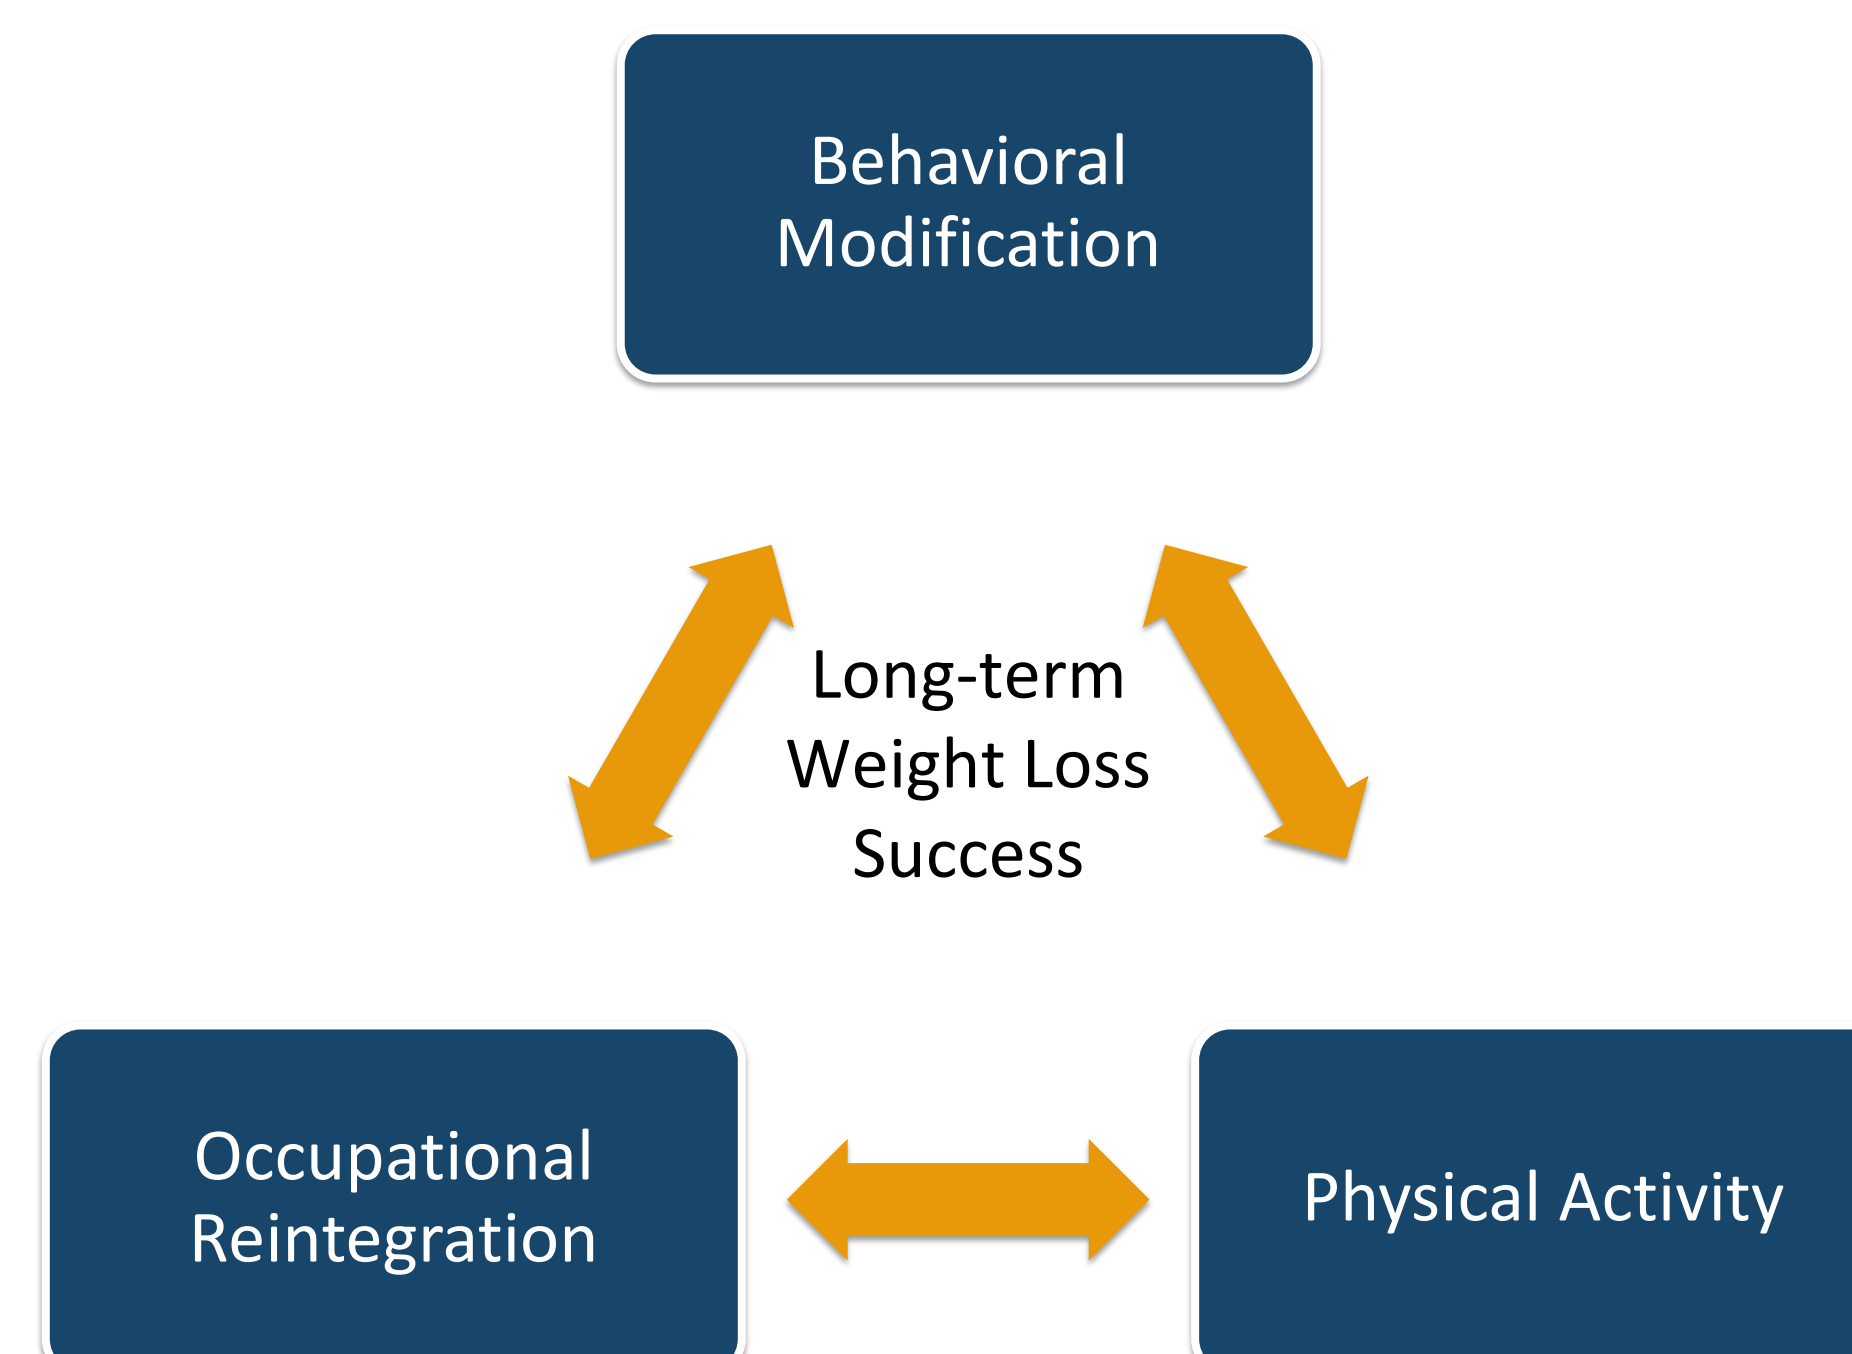 Behavioral
Modification
Long-term
Weight Loss
Success
Occupational
Reintegration
Physical Activity